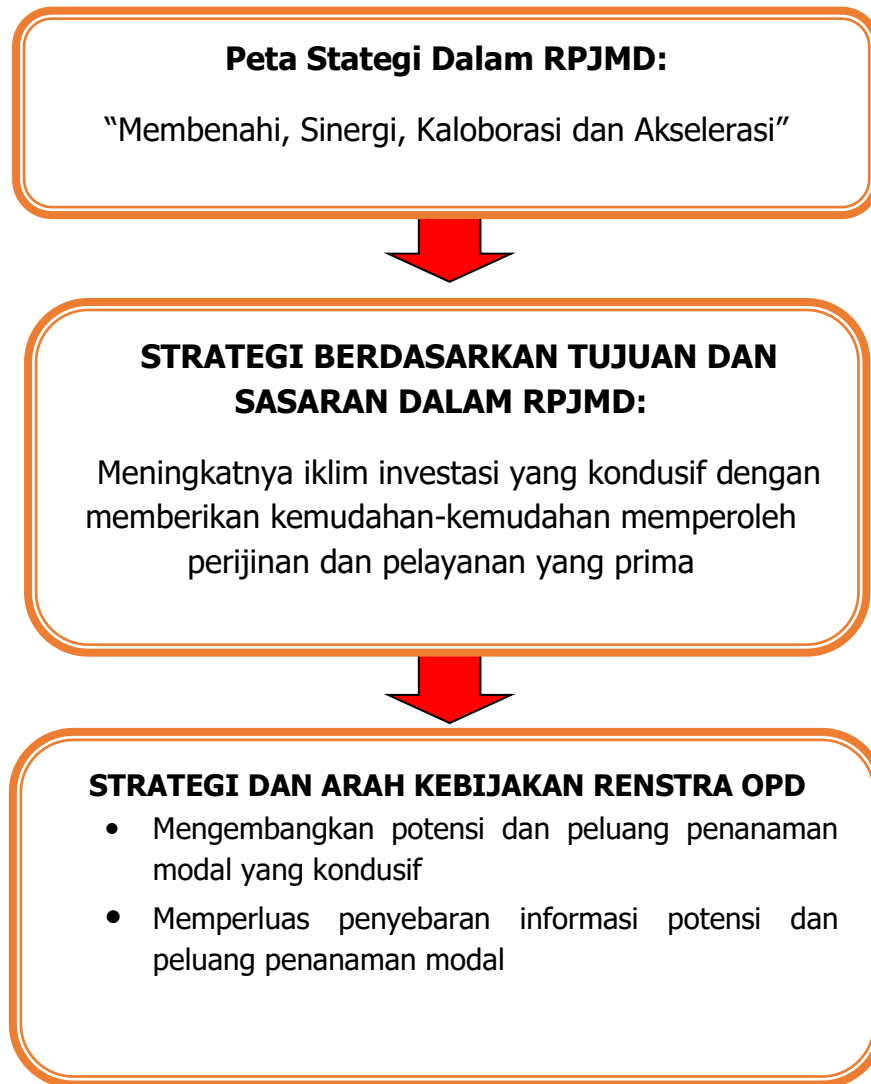 Peta Stategi Dalam RPJMD:
“Membenahi, Sinergi, Kaloborasi dan Akselerasi”
STRATEGI BERDASARKAN TUJUAN DAN
SASARAN DALAM RPJMD:
Meningkatnya iklim investasi yang kondusif dengan
memberikan kemudahan-kemudahan memperoleh
perijinan dan pelayanan yang prima
STRATEGI DAN ARAH KEBIJAKAN RENSTRA OPD
• Mengembangkan potensi dan peluang penanaman
modal yang kondusif
• Memperluas penyebaran informasi potensi dan
peluang penanaman modal